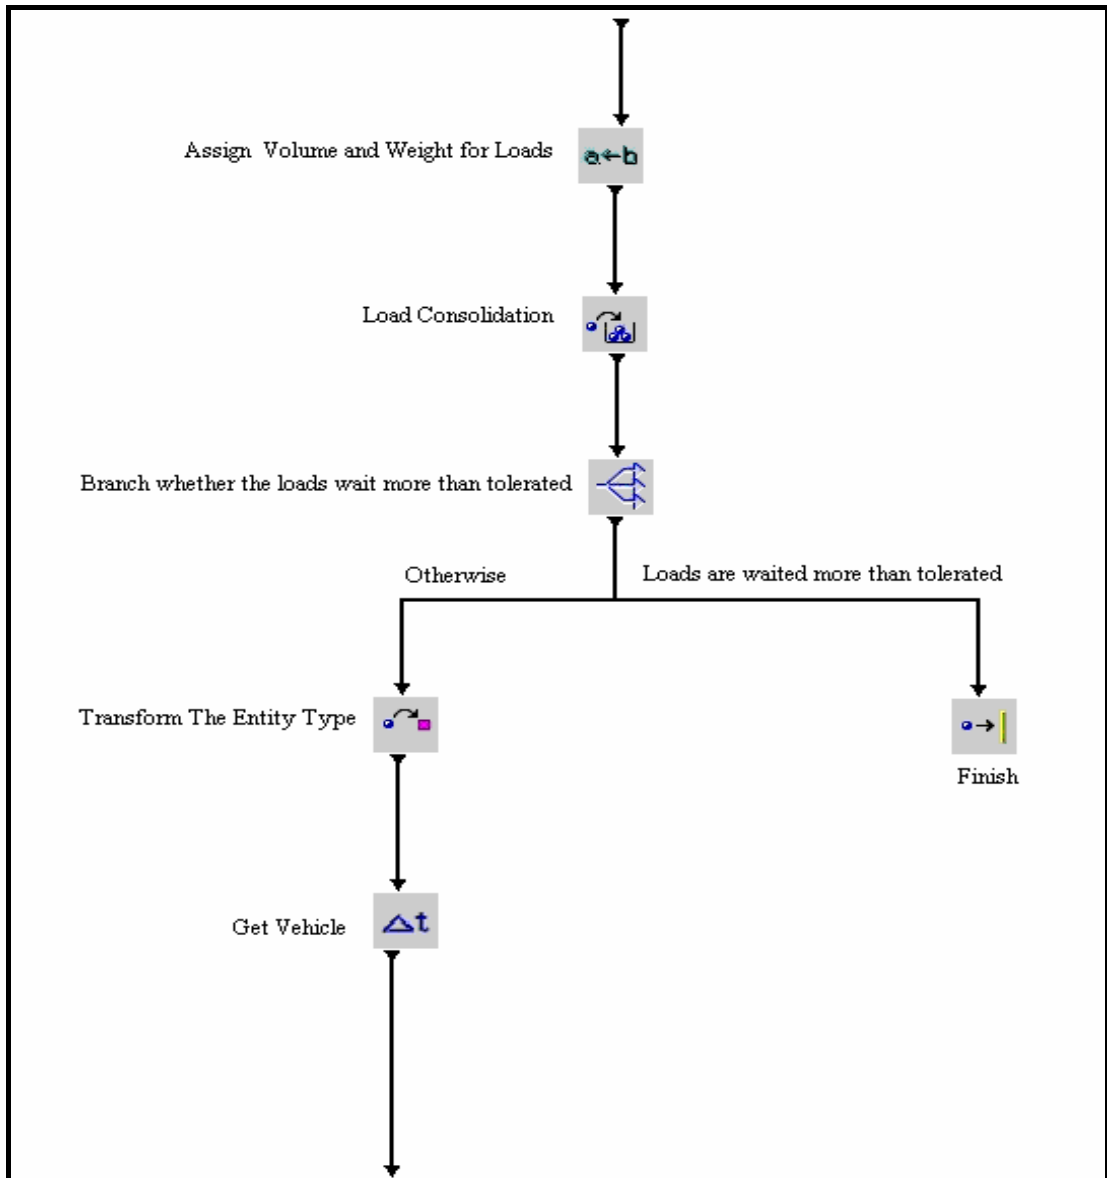 Assign Volume and Weight for Loads
a←b
Load Consolidation
Branch whether the loads wait more than tolerated
Otherwise
Loads are waited more than tolerated
Transform The Entity Type
Finish
Get Vehicle
Δt